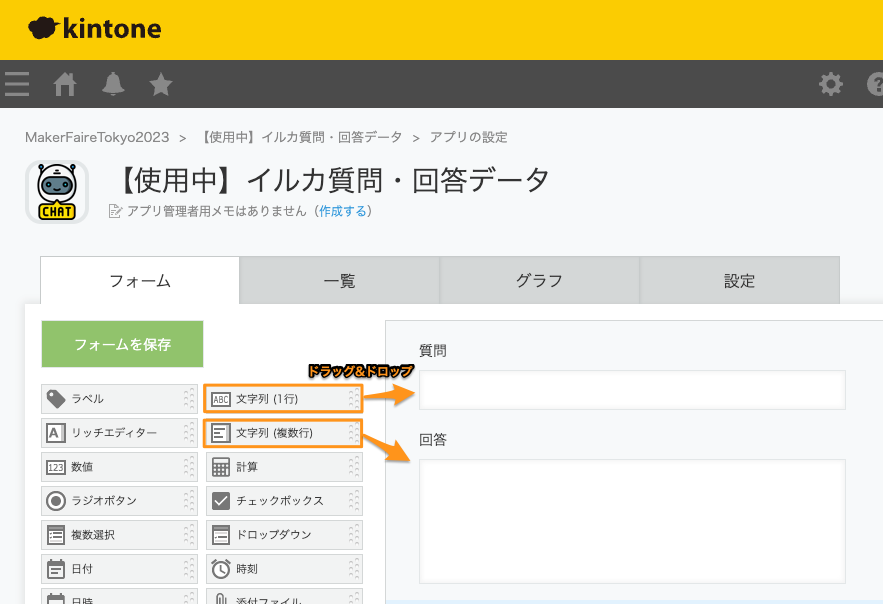 kintone
MakerFaireTokyo2023 > 【使用中】イルカ質問・回答データ > アプリの設定
【使用中】イルカ質問・回答データ
CHAT
アプリ管理者用メモはありません（作成する）
フォーム
一覧
グラフ
設定
フォームを保存
質問
ドラッグ&ドロップ
ラベル
ABC 文字列 (1行)
A リッチエディター
文字列 (複数行)
回答
123 数値
計算
ラジオボタン
チェックボックス
複数選択
ドロップダウン
日付
時刻
日時
添付ファイル